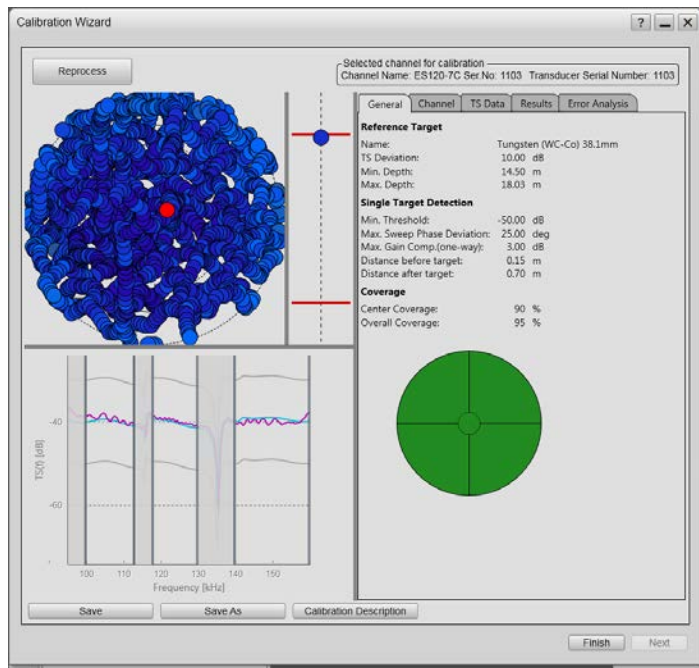 Calibration Wizard
?
Reprocess
Selected channel for calibration
Channel Name: ES120-7C Ser.No: 1103 Transducer Serial Number: 1103
General Channel TS Data Results Error Analysis
Reference Target
Name: Tungsten (WC-Co) 38.1mm
TS Deviation: 10.00 dB
Min. Depth: 14.50 m
Max. Depth: 18.03 m
Single Target Detection
Min. Threshold: -50.00 dB
Max. Sweep Phase Deviation: 25.00 deg
Max. Gain Comp.(one-way): 3.00 dB
Distance before target: 0.15 m
Distance after target: 0.70 m
Coverage
Center Coverage: 90 %
Overall Coverage: 95 %
TS(f) [dB]
-40
-60
100 110 120 130 140 150
Frequency [kHz]
Save Save As Calibration Description
Finish Next